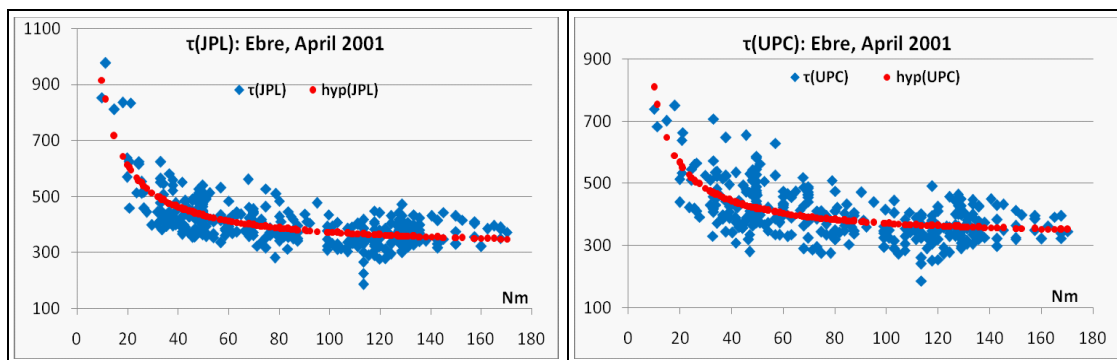 τ(JPL): Ebre, April 2001
τ(JPL) hyp(JPL)
1100
900
700
500
300
100
Nm
0 20 40 60 80 100 120 140 160 180
τ(UPC): Ebre, April 2001
τ(UPC) hyp(UPC)
900
700
500
300
100
Nm
0 20 40 60 80 100 120 140 160 180